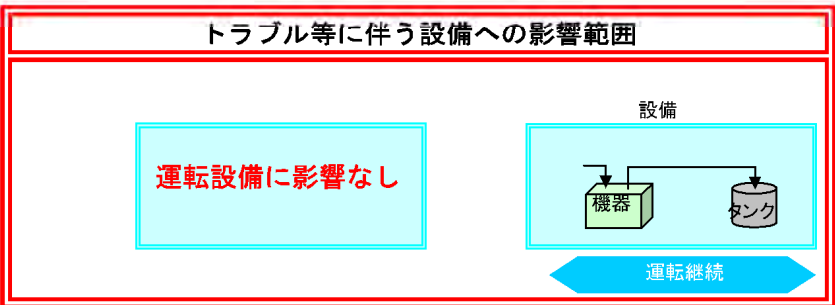 トラブル等に伴う設備への影響範囲
設備
運転設備に影響なし
機器
タンク
運転継続